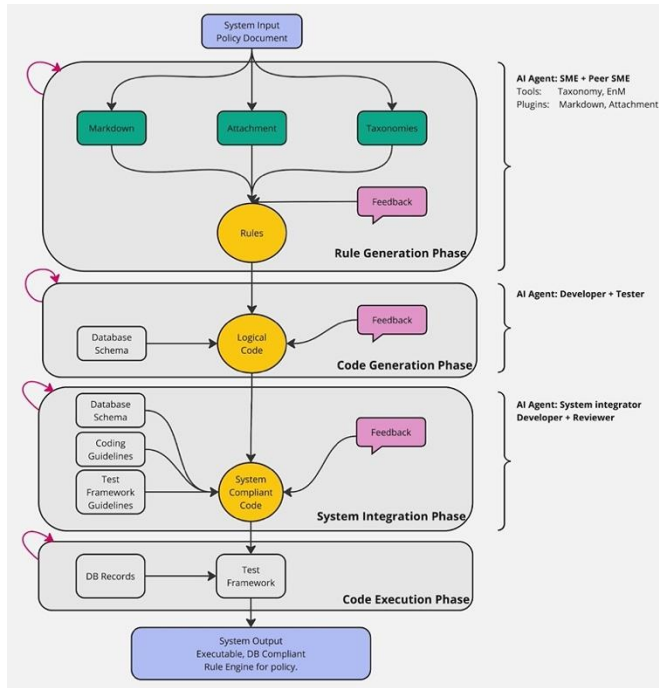 System Input
Policy Document
AI Agent: SME + Peer SME
Tools: Taxonomy, EnM
Plugins: Markdown, Attachment
Markdown
Attachment
Taxonomies
Feedback
Rules
Rule Generation Phase
AI Agent: Developer + Tester
Feedback
Database
Schema
Logical
Code
Code Generation Phase
AI Agent: System integrator
Developer + Reviewer
Database
Schema
Feedback
Coding
Guidelines
Test
Framework
Guidelines
System
Compliant
Code
System Integration Phase
DB Records
Test
Framework
Code Execution Phase
System Output
Executable, DB Compliant
Rule Engine for policy.